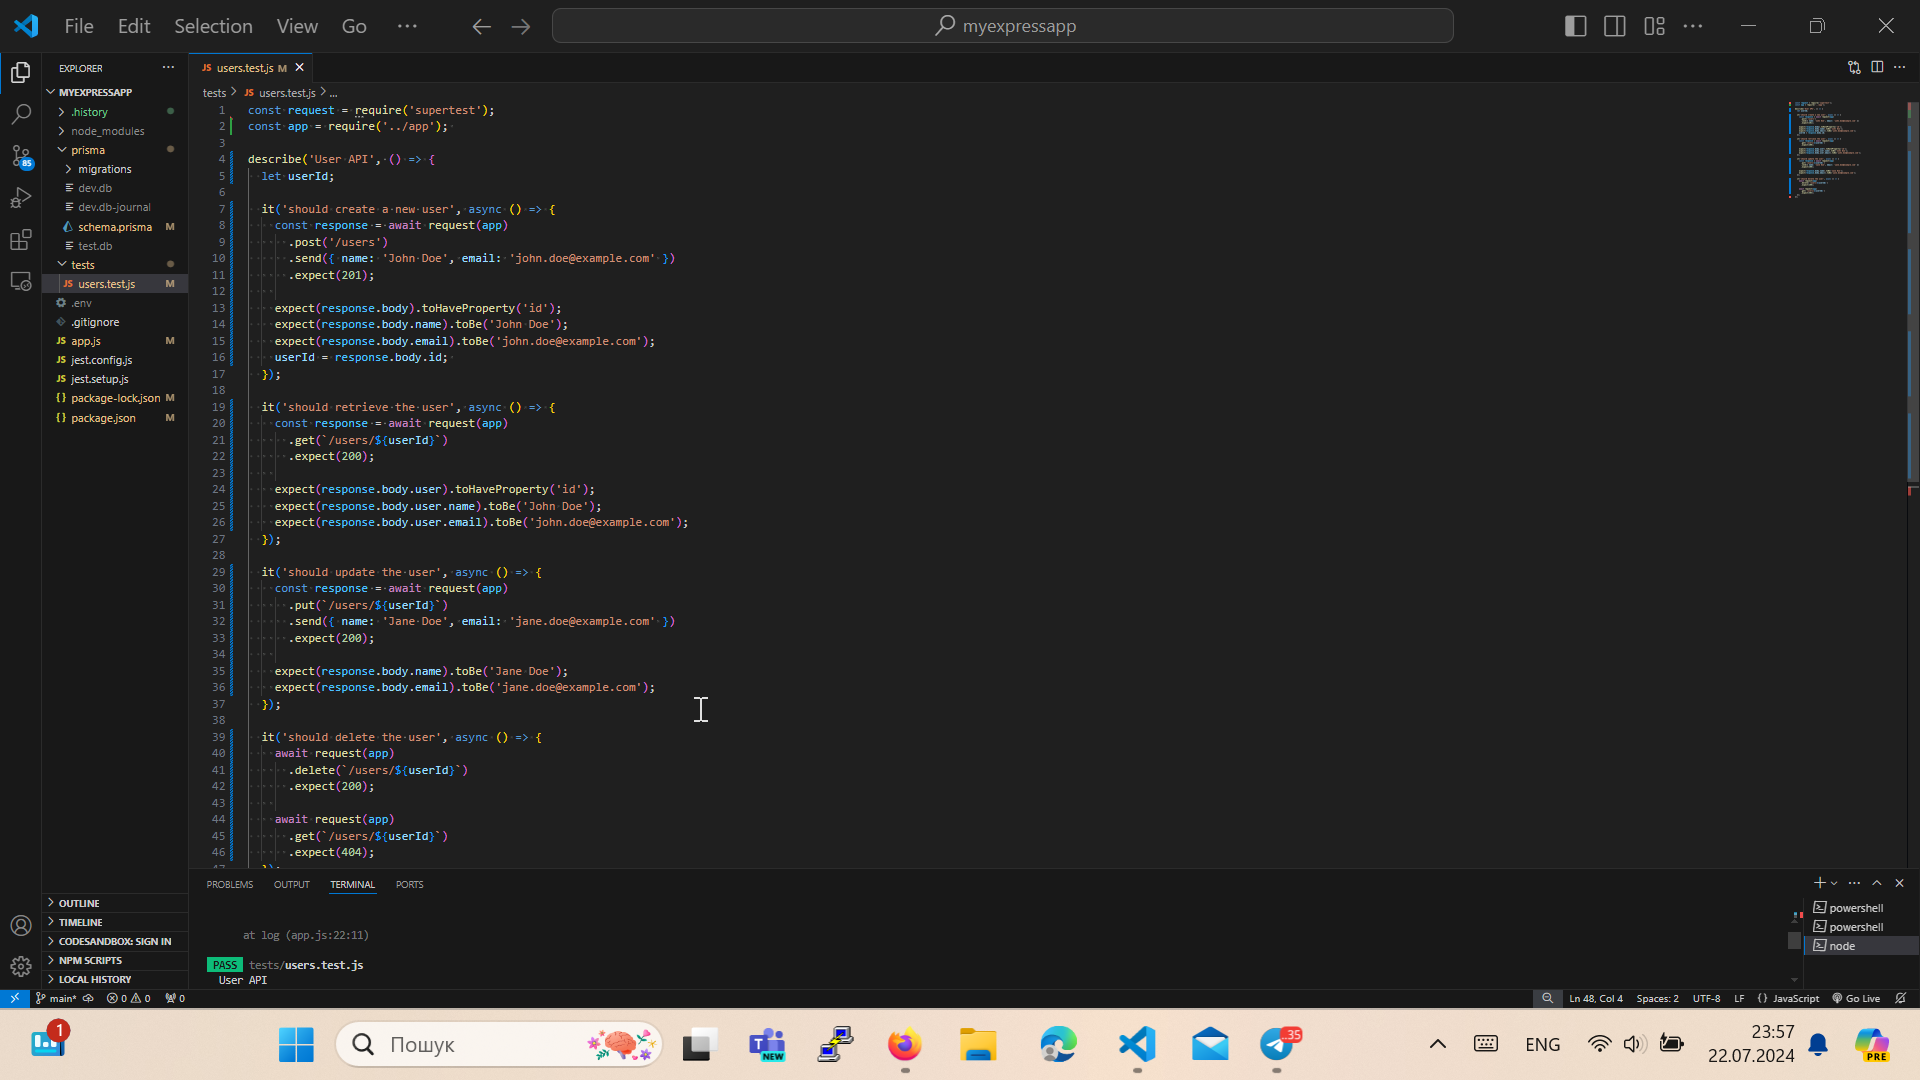 File Edit Selection View Go ··· myexpressapp
EXPLORER ···
MYEXPRESSAPP
.history
node_modules
prisma
migrations
dev.db
dev.db-journal
schema.prisma M
test.db
tests
users.test.js M
.env
.gitignore
app.js M
jest.config.js
jest.setup.js
package-lock.json M
package.json M
OUTLINE
TIMELINE
CODESANDBOX: SIGN IN
NPM SCRIPTS
LOCAL HISTORY
85
JS users.test.js M
tests > JS users.test.js > ...
1 const request = require('supertest');
2 const app = require('../app');
3
4 describe('User API', () => {
5 let userId;
6
7 it('should create a new user', async () => {
8 const response = await request(app)
9 .post('/users')
10 .send({ name: 'John Doe', email: 'john.doe@example.com' })
11 .expect(201);
12
13 expect(response.body).toHaveProperty('id');
14 expect(response.body.name).toBe('John Doe');
15 expect(response.body.email).toBe('john.doe@example.com');
16 userId = response.body.id;
17 });
18
19 it('should retrieve the user', async () => {
20 const response = await request(app)
21 .get(`/users/${userId}`)
22 .expect(200);
23
24 expect(response.body.user).toHaveProperty('id');
25 expect(response.body.user.name).toBe('John Doe');
26 expect(response.body.user.email).toBe('john.doe@example.com');
27 });
28
29 it('should update the user', async () => {
30 const response = await request(app)
31 .put(`/users/${userId}`)
32 .send({ name: 'Jane Doe', email: 'jane.doe@example.com' })
33 .expect(200);
34
35 expect(response.body.name).toBe('Jane Doe');
36 expect(response.body.email).toBe('jane.doe@example.com');
37 });
38
39 it('should delete the user', async () => {
40 await request(app)
41 .delete(`/users/${userId}`)
42 .expect(200);
43
44 await request(app)
45 .get(`/users/${userId}`)
46 .expect(404);
47 });
PROBLEMS OUTPUT TERMINAL PORTS
at log (app.js:22:11)
PASS tests/users.test.js
User API
powershell
powershell
node
main* 0 0 0 Ln 48, Col 4 Spaces: 2 UTF-8 LF {} JavaScript Go Live
1 Пошук NEW 35 ENG 23:57
22.07.2024 PRE